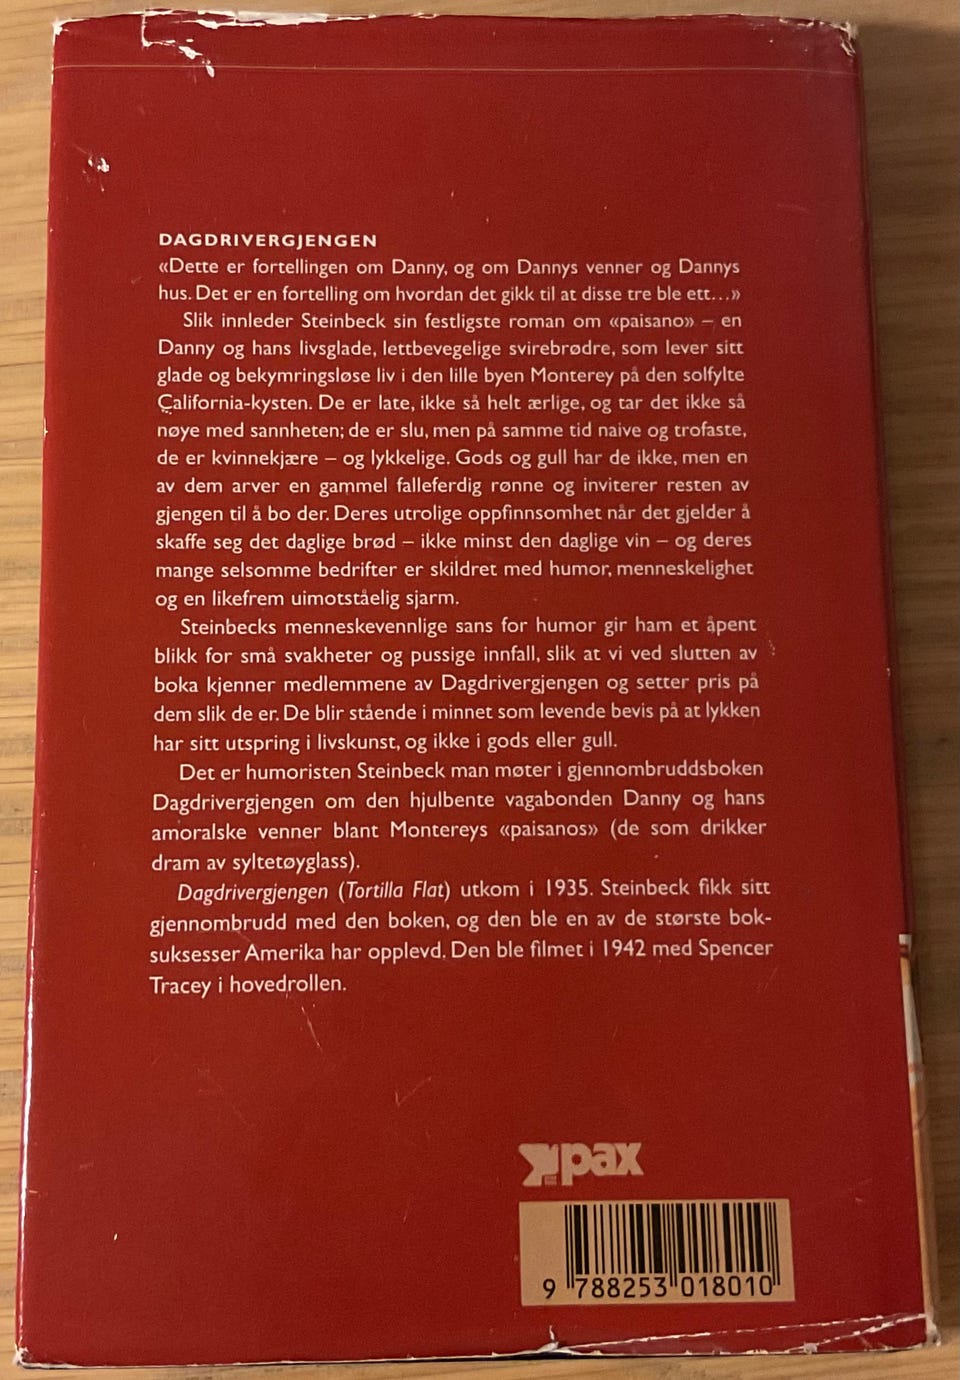 DAGDRIVERGJENGEN
«Dette er fortellingen om Danny, og om Dannys venner og Dannys
hus. Det er en fortelling om hvordan det gikk til at disse tre ble ett...»
Slik innleder Steinbeck sin festligste roman om «paisano» – en
Danny og hans livsglade, lettbevegelige svirebrødre, som lever sitt
glade og bekymringsløse liv i den lille byen Monterey på den solfylte
California-kysten. De er late, ikke så helt ærlige, og tar det ikke så
nøye med sannheten; de er slu, men på samme tid naive og trofaste,
de er kvinnekjære – og lykkelige. Gods og gull har de ikke, men en
av dem arver en gammel falleferdig rønne og inviterer resten av
gjengen til å bo der. Deres utrolige oppfinnsomhet når det gjelder å
skaffe seg det daglige brød – ikke minst den daglige vin – og deres
mange selsomme bedrifter er skildret med humor, menneskelighet
og en likefrem uimotståelig sjarm.
Steinbecks menneskevennlige sans for humor gir ham et åpent
blikk for små svakheter og pussige innfall, slik at vi ved slutten av
boka kjenner medlemmene av Dagdrivergjengen og setter pris på
dem slik de er. De blir stående i minnet som levende bevis på at lykken
har sitt utspring i livskunst, og ikke i gods eller gull.
Det er humoristen Steinbeck man møter i gjennombruddsboken
Dagdrivergjengen om den hjulbente vagabonden Danny og hans
amoralske venner blant Montereys «paisanos» (de som drikker
dram av syltetøyglass).
Dagdrivergjengen (Tortilla Flat) utkom i 1935. Steinbeck fikk sitt
gjennombrudd med den boken, og den ble en av de største bok-
suksesser Amerika har opplevd. Den ble filmet i 1942 med Spencer
Tracey i hovedrollen.
pax
9 788253 018010